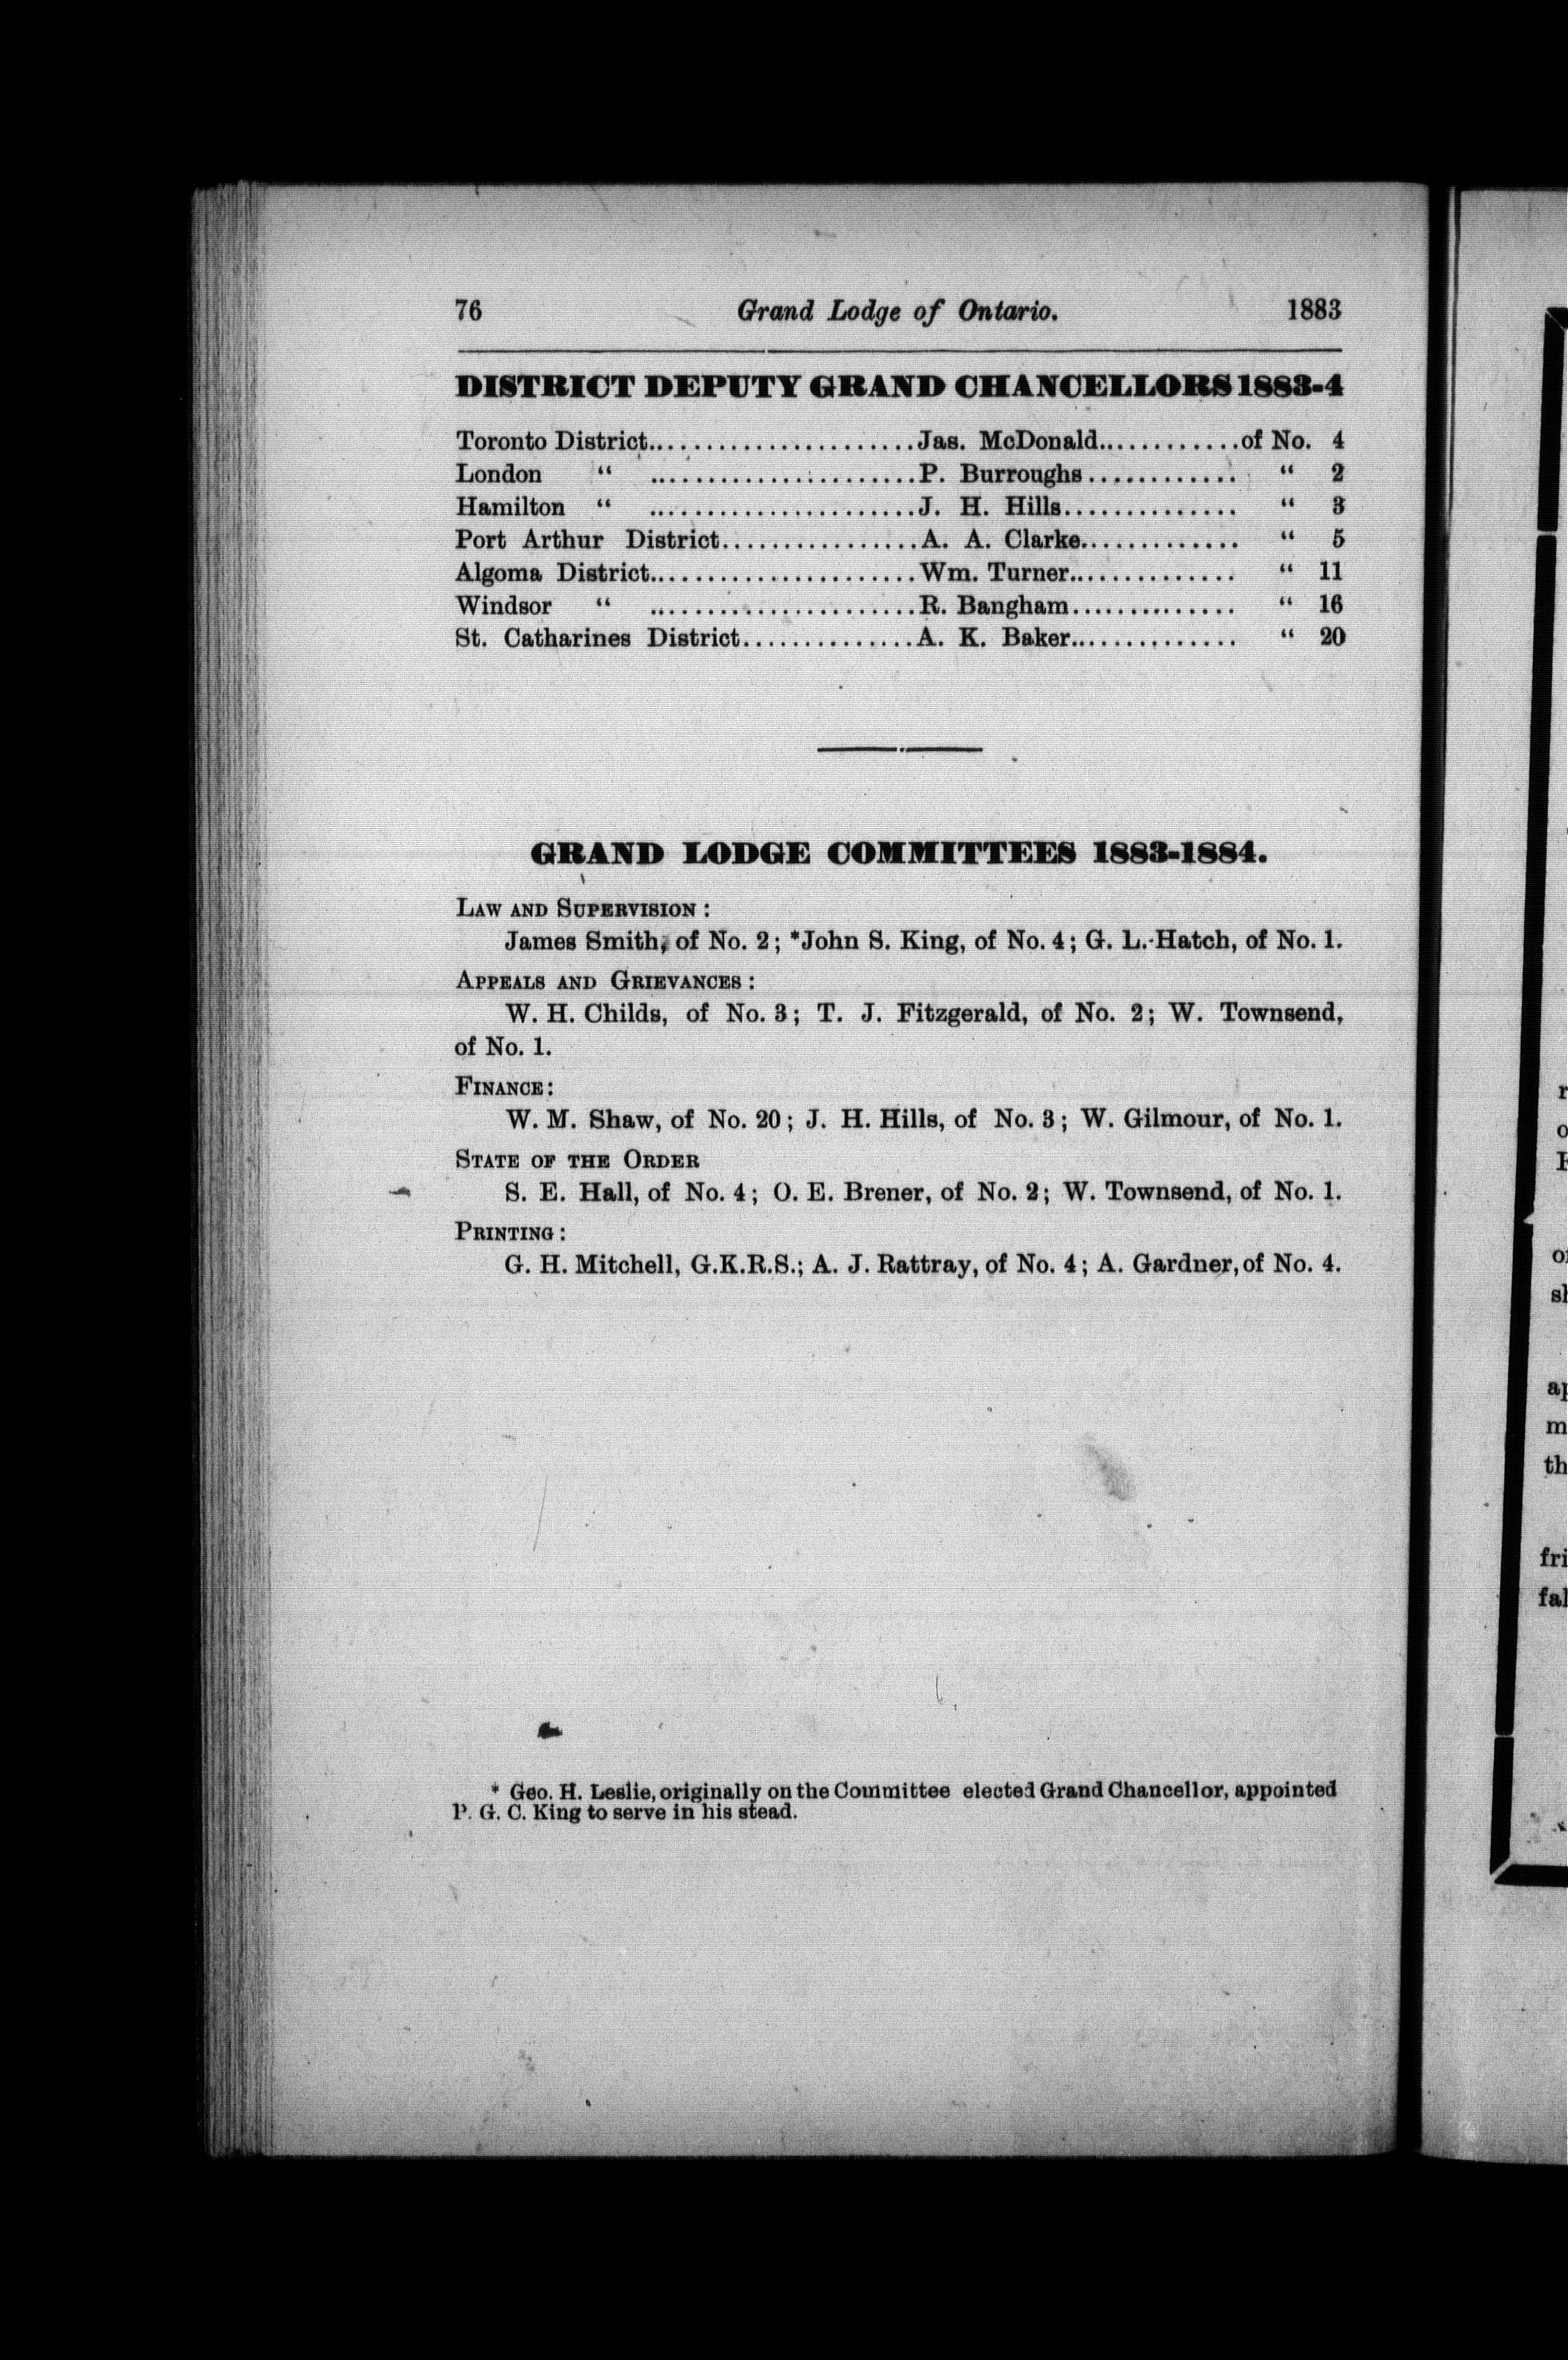 76 Grand Lodge of Ontario. 1883
DISTRICT DEPUTY GRAND CHANCELLORS 1883-4
Toronto District......................Jas. McDonald............of No. 4
London “ ......................P. Burroughs............ “ 2
Hamilton “ ......................J. H. Hills.............. “ 3
Port Arthur District................A. A. Clarke............. “ 5
Algoma District......................Wm. Turner.............. “ 11
Windsor “ ......................R. Bangham.............. “ 16
St. Catharines District..............A. K. Baker.............. “ 20
GRAND LODGE COMMITTEES 1883-1884.
LAW AND SUPERVISION :
James Smith, of No. 2; *John S. King, of No. 4; G. L. Hatch, of No. 1.
APPEALS AND GRIEVANCES :
W. H. Childs, of No. 3; T. J. Fitzgerald, of No. 2; W. Townsend,
of No. 1.
FINANCE:
W. M. Shaw, of No. 20; J. H. Hills, of No. 3; W. Gilmour, of No. 1.
STATE OF THE ORDER
S. E. Hall, of No. 4; O. E. Brener, of No. 2; W. Townsend, of No. 1.
PRINTING :
G. H. Mitchell, G.K.R.S.; A. J. Rattray, of No. 4; A. Gardner, of No. 4.
* Geo. H. Leslie, originally on the Committee elected Grand Chancellor, appointed
P. G. C. King to serve in his stead.